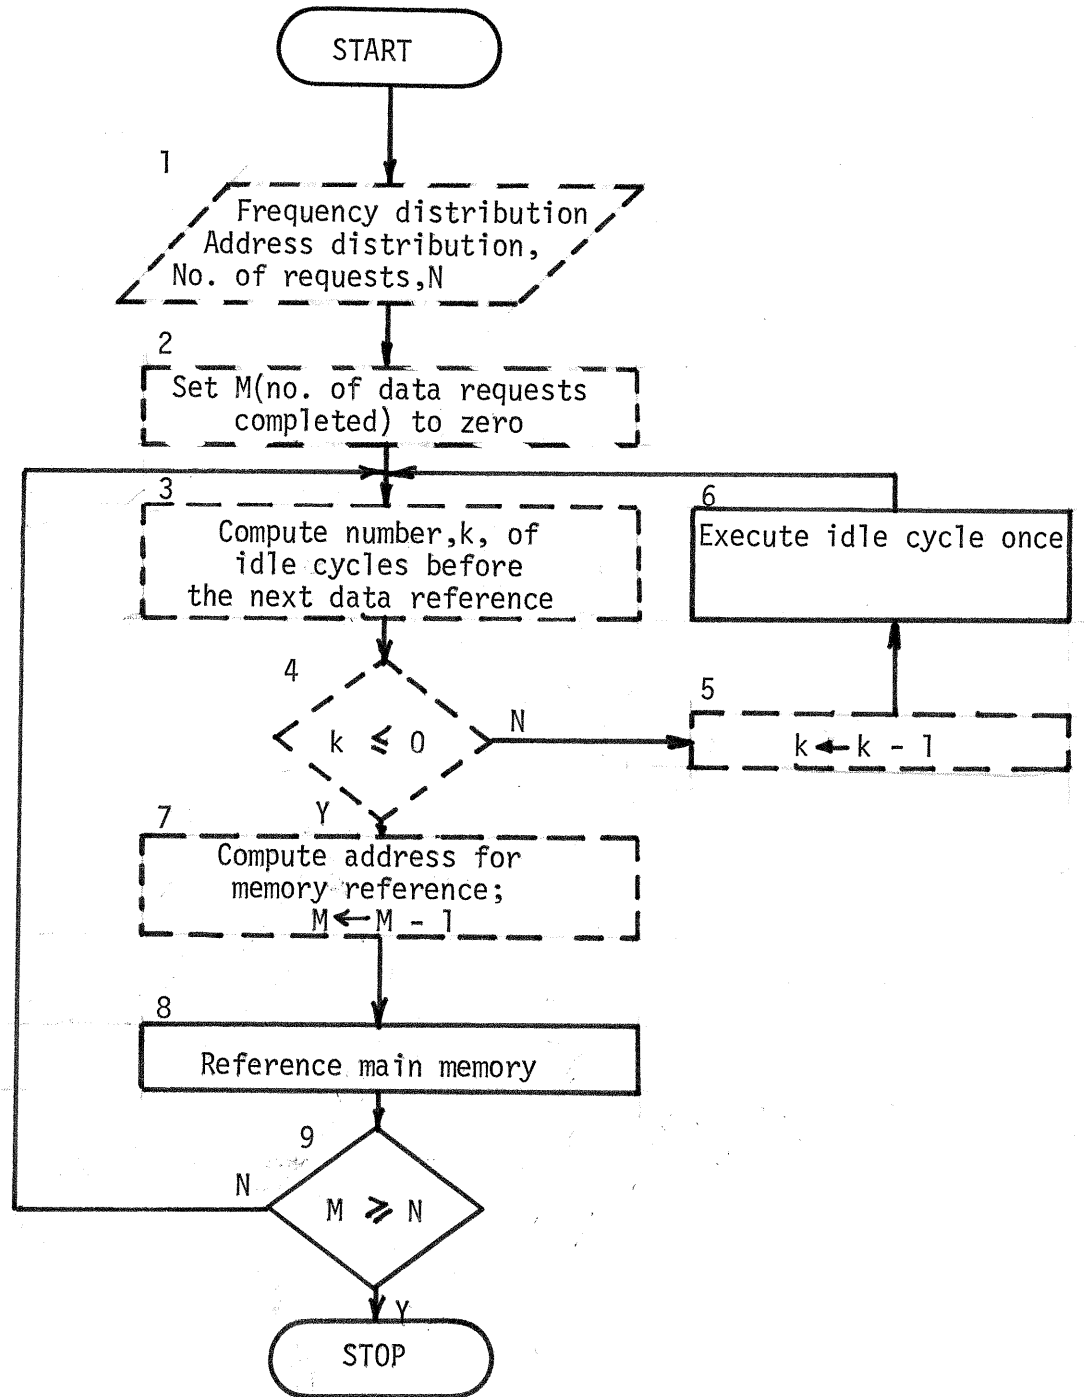 START
1
Frequency distribution
Address distribution,
No. of requests,N
2
Set M(no. of data requests
completed) to zero
3
Compute number,k, of
idle cycles before
the next data reference
4
k ⩽ 0
N
5
k ← k - 1
6
Execute idle cycle once
Y
7
Compute address for
memory reference;
M ← M - 1
8
Reference main memory
9
N
M ⩾ N
Y
STOP